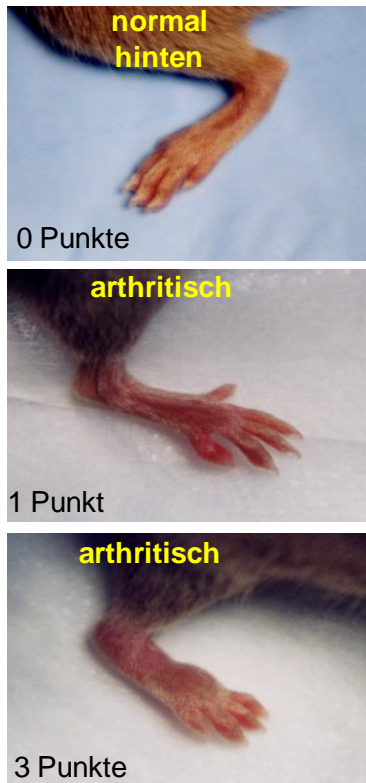 normal
hinten
0 Punkte
arthritisch
1 Punkt
arthritisch
3 Punkte